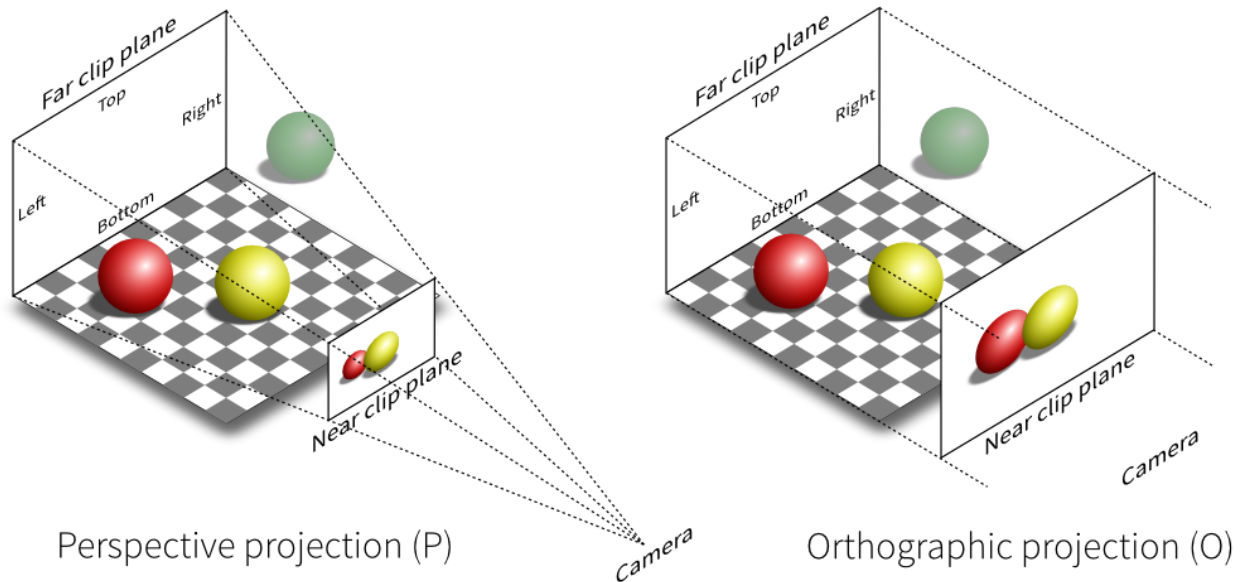 Far clip plane
Top
Right
Left
Bottom
Near clip plane
Camera
Perspective projection (P)
Far clip plane
Top
Right
Left
Bottom
Near clip plane
Camera
Orthographic projection (O)